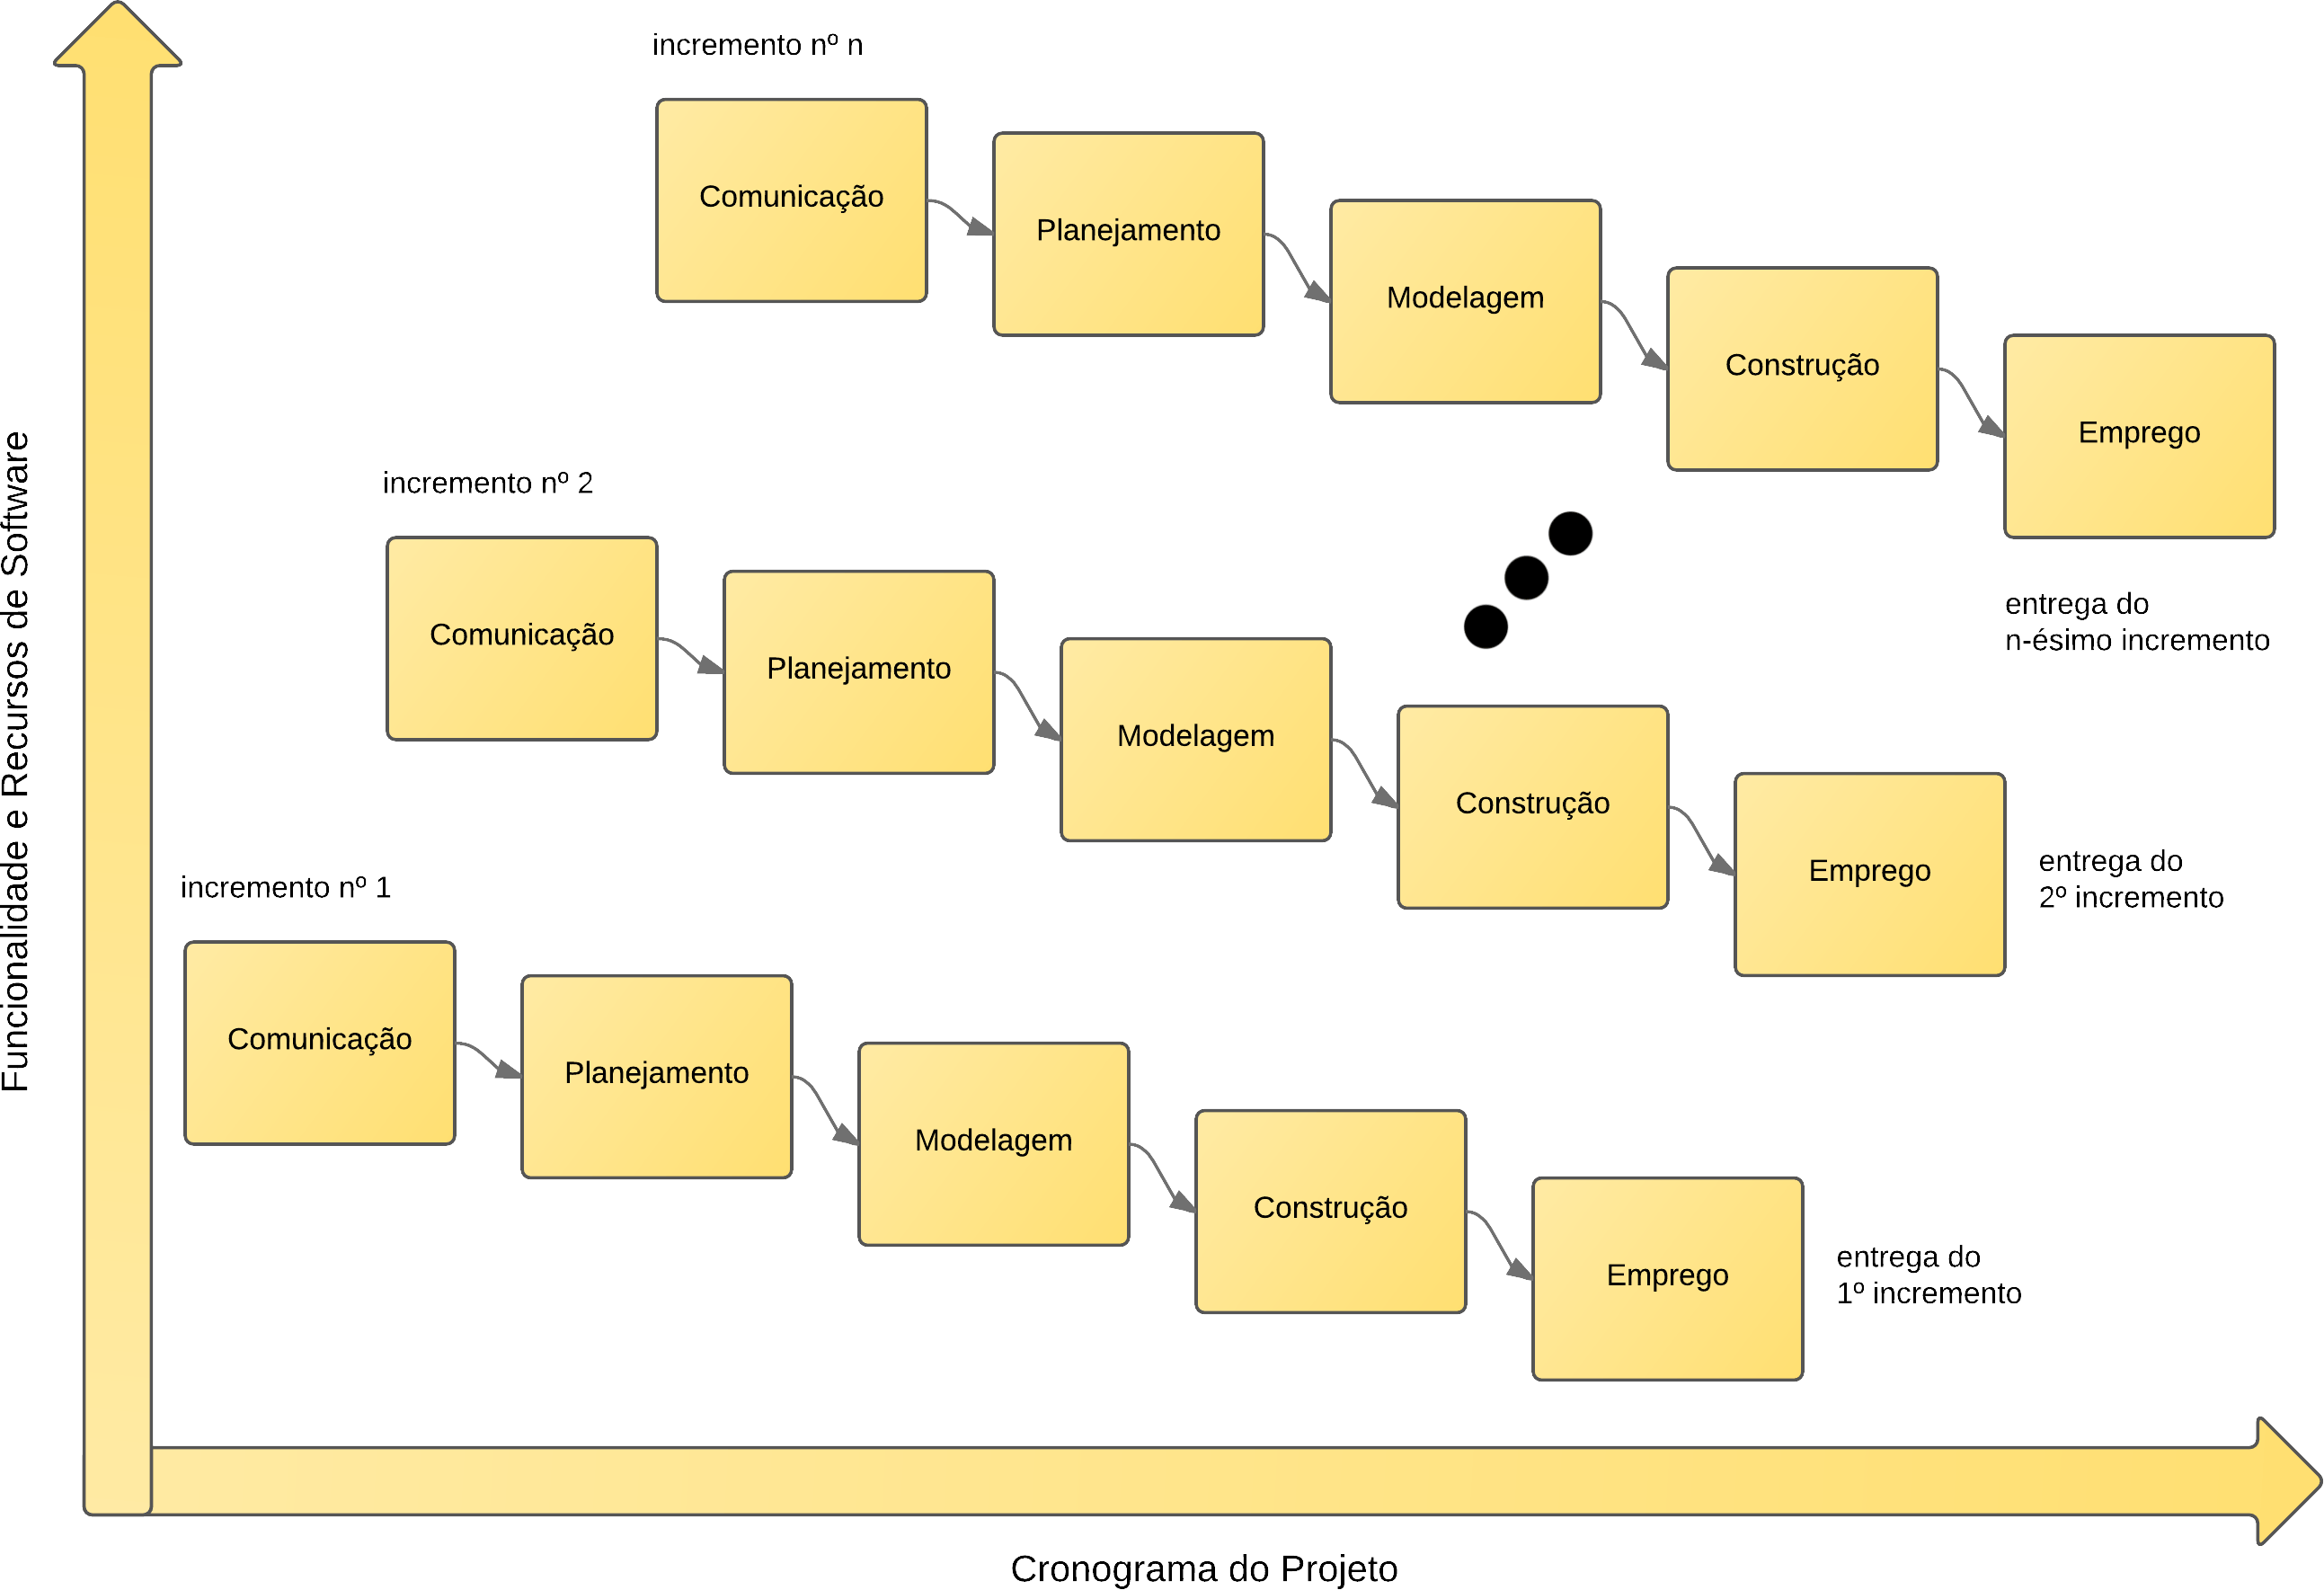 Funcionalidade e Recursos de Software
incremento nº n
Comunicação
Planejamento
Modelagem
Construção
Emprego
entrega do
n-ésimo incremento
incremento nº 2
Comunicação
Planejamento
Modelagem
Construção
Emprego
entrega do
2º incremento
incremento nº 1
Comunicação
Planejamento
Modelagem
Construção
Emprego
entrega do
1º incremento
Cronograma do Projeto